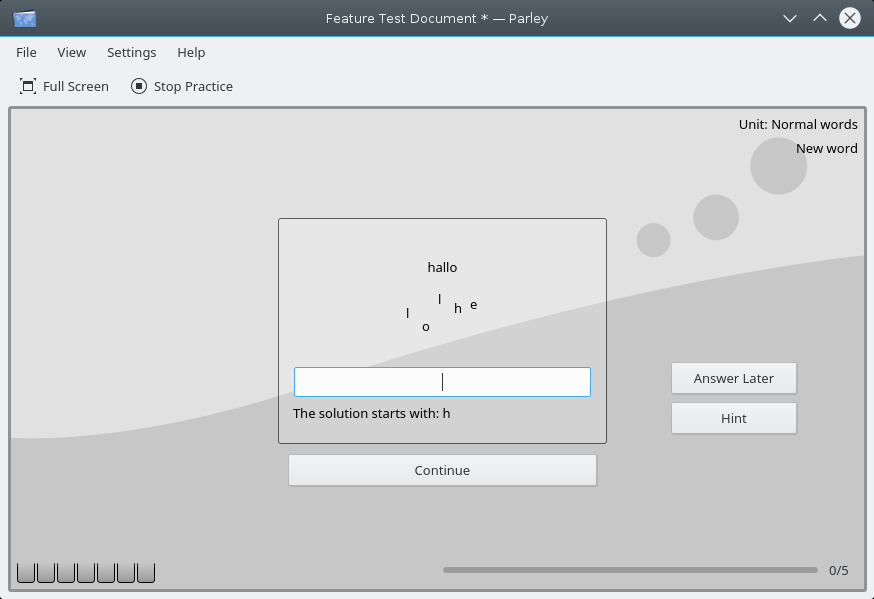 Feature Test Document * — Parley
File View Settings Help
Full Screen Stop Practice
Unit: Normal words
New word
hallo
l o l h e
The solution starts with: h
Answer Later
Hint
Continue
0/5